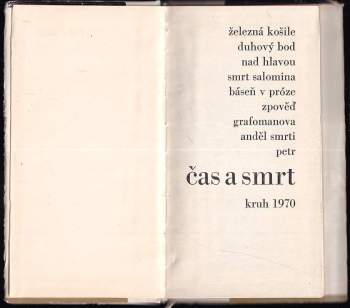 železná košile
duhový bod
nad hlavou
smrt salomina
báseň v próze
zpověď
grafomanova
anděl smrti
petr
čas a smrt
kruh 1970